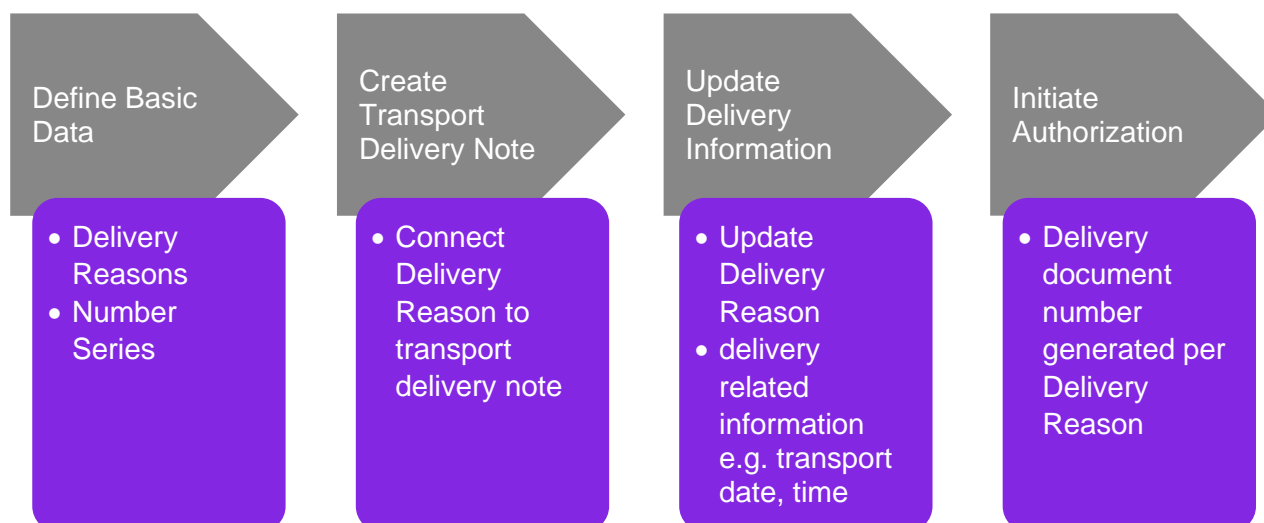 Define Basic
Data
• Delivery
Reasons
• Number
Series
Create
Transport
Delivery Note
• Connect
Delivery
Reason to
transport
delivery note
Update
Delivery
Information
• Update
Delivery
Reason
• delivery
related
information
e.g. transport
date, time
Initiate
Authorization
• Delivery
document
number
generated per
Delivery
Reason